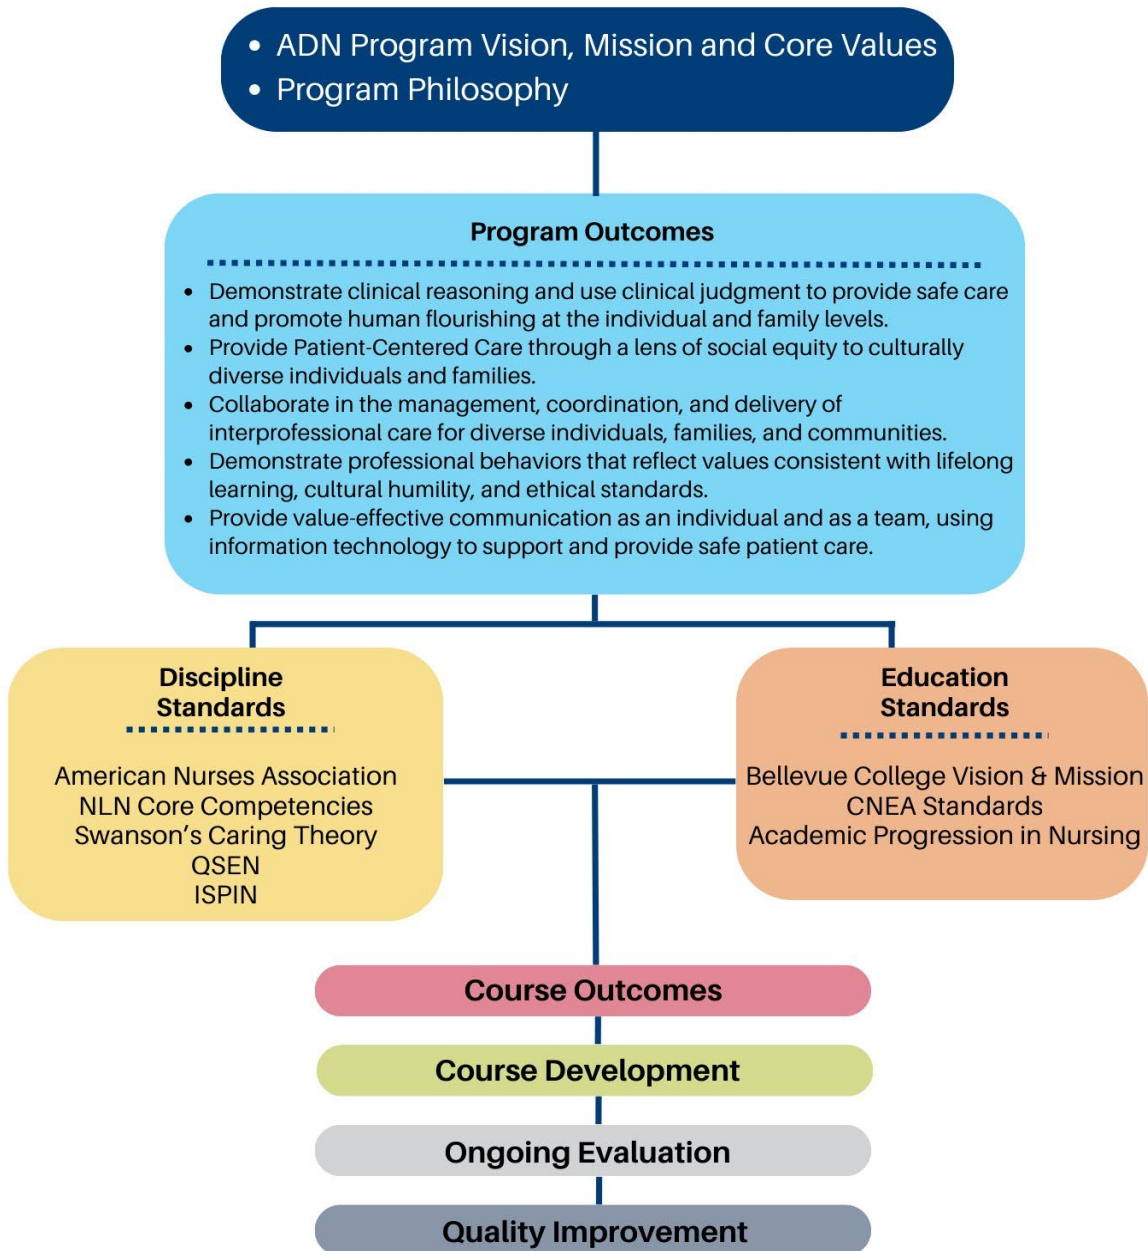 • ADN Program Vision, Mission and Core Values
• Program Philosophy
Program Outcomes
• Demonstrate clinical reasoning and use clinical judgment to provide safe care
and promote human flourishing at the individual and family levels.
• Provide Patient-Centered Care through a lens of social equity to culturally
diverse individuals and families.
• Collaborate in the management, coordination, and delivery of
interprofessional care for diverse individuals, families, and communities.
• Demonstrate professional behaviors that reflect values consistent with lifelong
learning, cultural humility, and ethical standards.
• Provide value-effective communication as an individual and as a team, using
information technology to support and provide safe patient care.
Discipline
Standards
American Nurses Association
NLN Core Competencies
Swanson’s Caring Theory
QSEN
ISPIN
Education
Standards
Bellevue College Vision & Mission
CNEA Standards
Academic Progression in Nursing
Course Outcomes
Course Development
Ongoing Evaluation
Quality Improvement